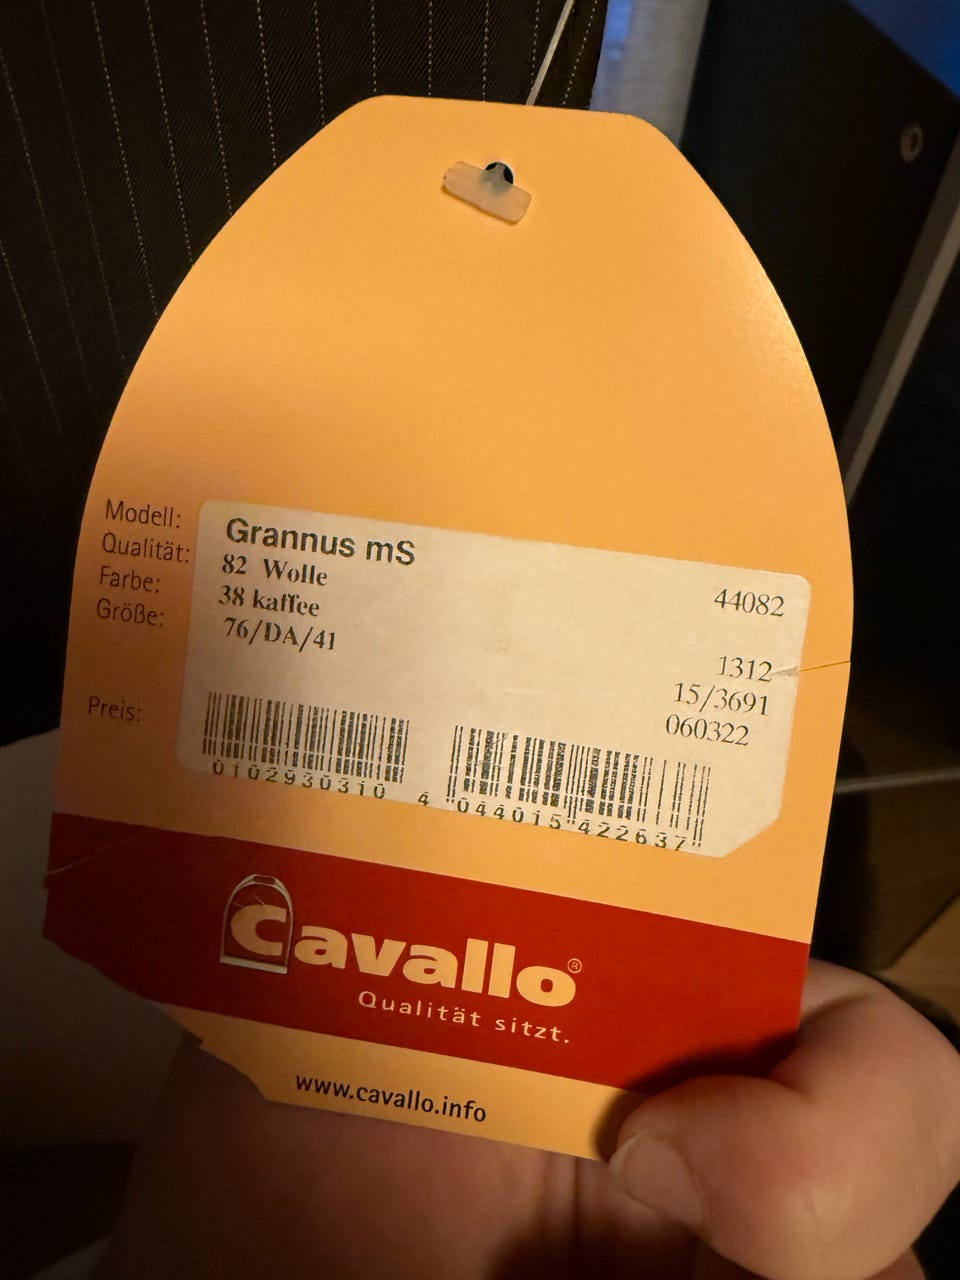 Modell: Grannus mS
Qualität: 82 Wolle 44082
Farbe: 38 kaffee
Größe: 76/DA/41 1312
15/3691
Preis: 060322
0102930310
4 044015 422637
Cavallo®
Qualität sitzt.
www.cavallo.info